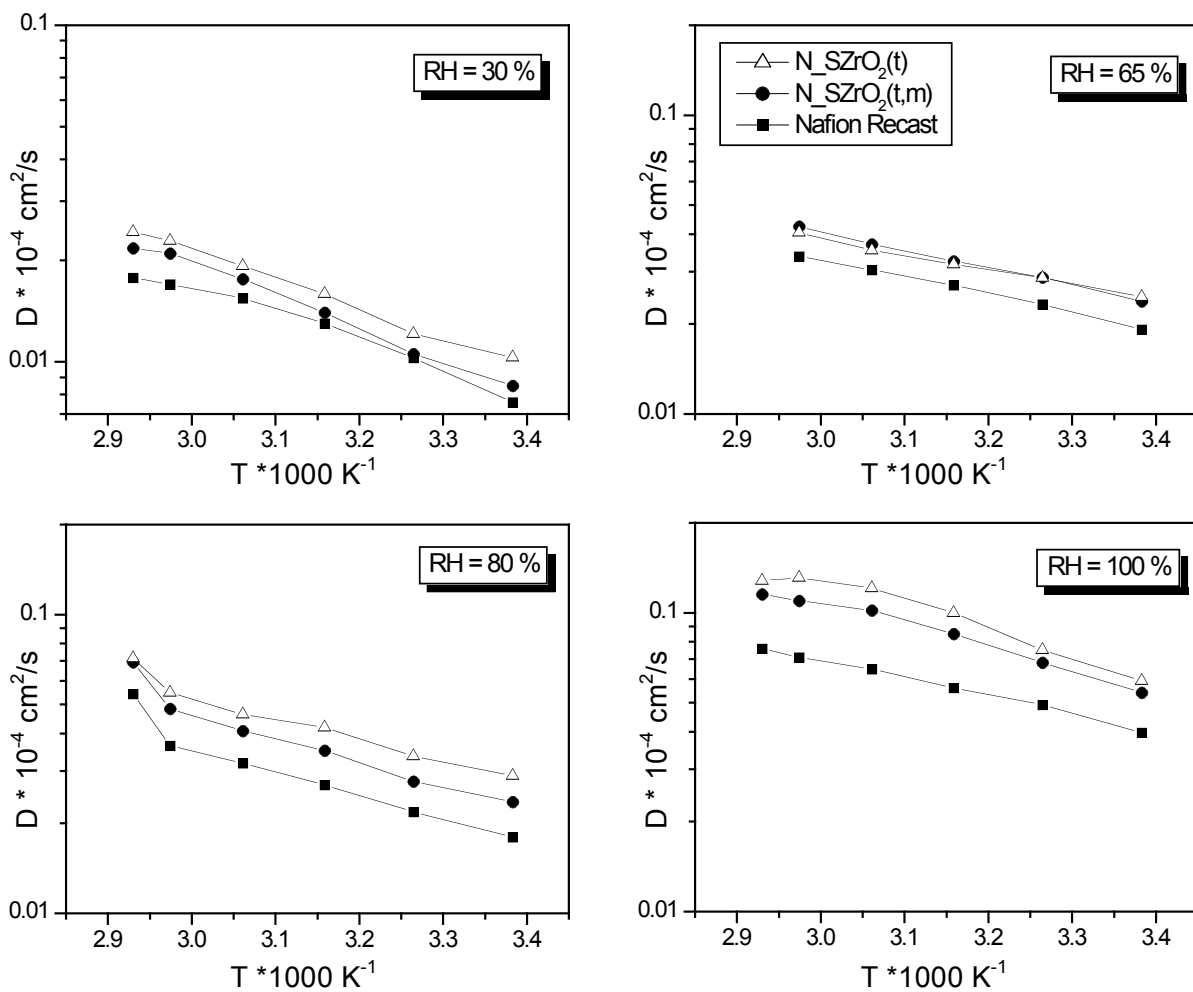 0.1
RH = 30 %
D * 10⁻⁴ cm²/s
0.01
2.9 3.0 3.1 3.2 3.3 3.4
T *1000 K⁻¹
N_SZrO₂(t)
N_SZrO₂(t,m)
Nafion Recast
RH = 65 %
0.1
D * 10⁻⁴ cm²/s
0.01
2.9 3.0 3.1 3.2 3.3 3.4
T *1000 K⁻¹
RH = 80 %
0.1
D * 10⁻⁴ cm²/s
0.01
2.9 3.0 3.1 3.2 3.3 3.4
T *1000 K⁻¹
RH = 100 %
0.1
D * 10⁻⁴ cm²/s
0.01
2.9 3.0 3.1 3.2 3.3 3.4
T *1000 K⁻¹